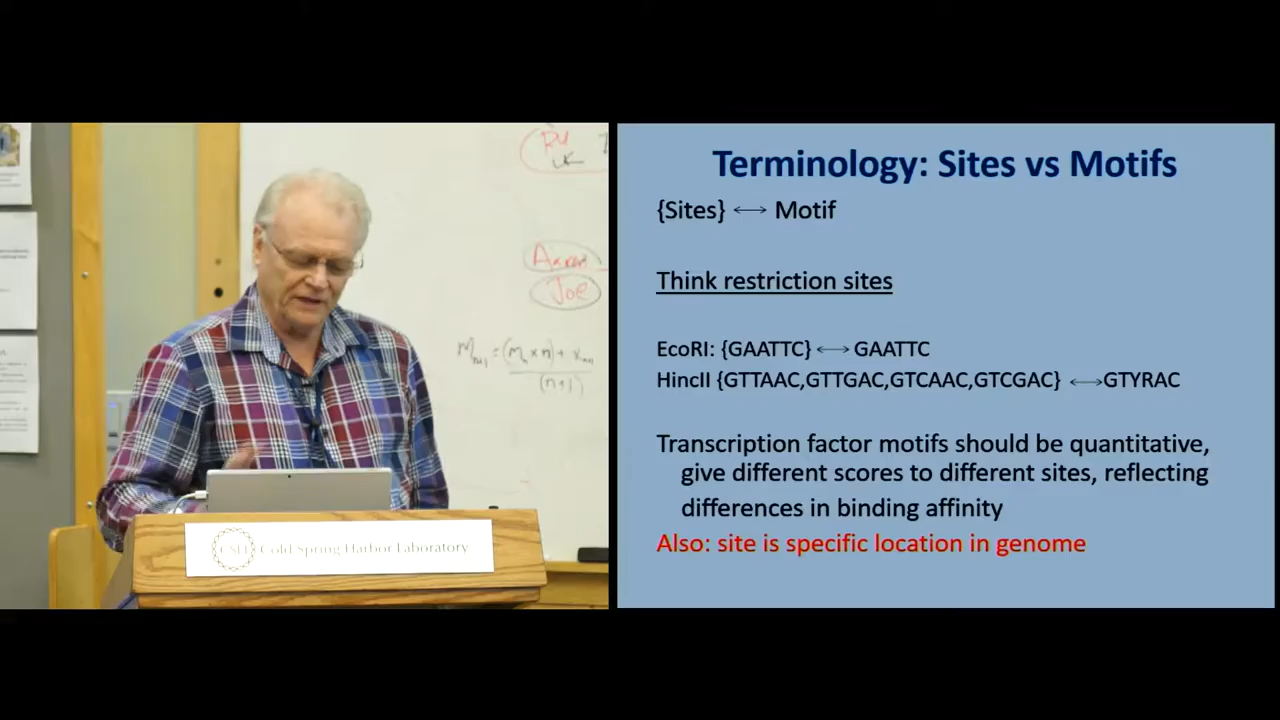 Terminology: Sites vs Motifs
{Sites} ⟷ Motif
Think restriction sites
EcoRI: {GAATTC} ⟷ GAATTC
HincII {GTTAAC,GTTGAC,GTCAAC,GTCGAC} ⟷GTYRAC
Transcription factor motifs should be quantitative,
give different scores to different sites, reflecting
differences in binding affinity
Also: site is specific location in genome
Joe
(n+1)
CSH Cold Spring Harbor Laboratory